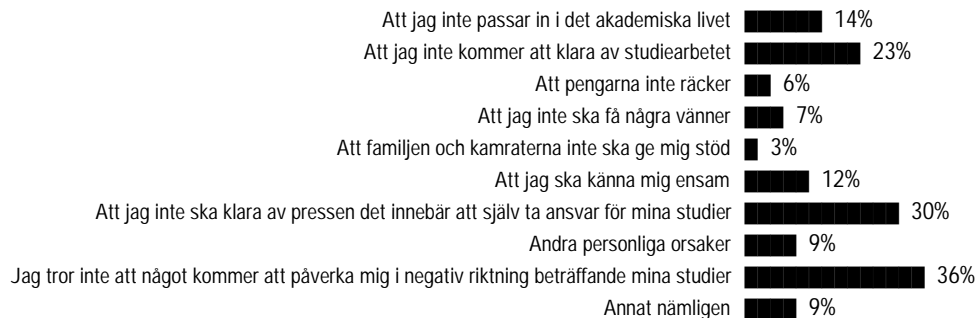 Att jag inte passar in i det akademiska livet 14%
Att jag inte kommer att klara av studiearbetet 23%
Att pengarna inte räcker 6%
Att jag inte ska få några vänner 7%
Att familjen och kamraterna inte ska ge mig stöd 3%
Att jag ska känna mig ensam 12%
Att jag inte ska klara av pressen det innebär att själv ta ansvar för mina studier 30%
Andra personliga orsaker 9%
Jag tror inte att något kommer att påverka mig i negativ riktning beträffande mina studier 36%
Annat nämligen 9%